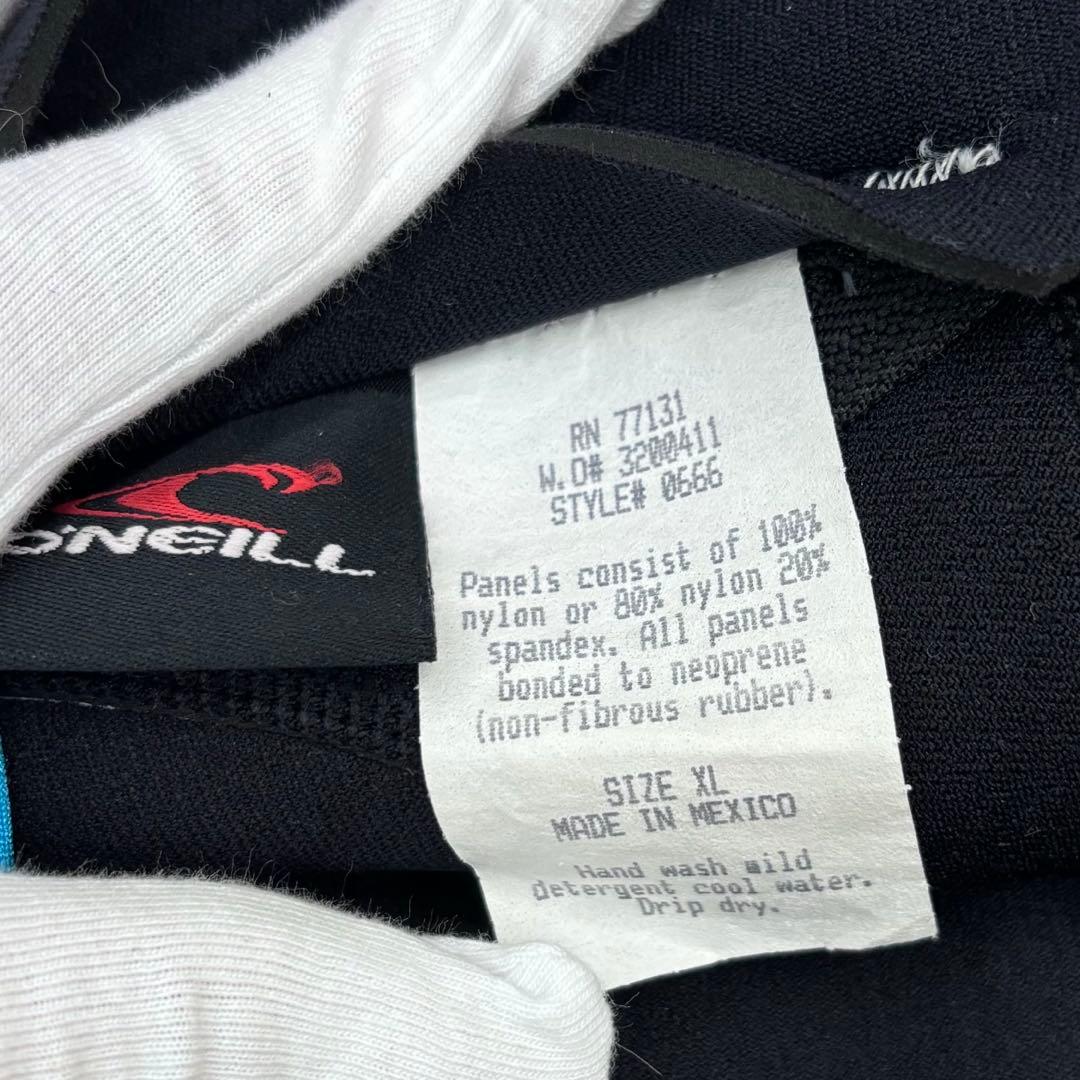 O'NEILL
RN 77131
W.O# 3200411
STYLE# 0666
Panels consist of 100%
nylon or 80% nylon 20%
spandex. All panels
bonded to neoprene
(non-fibrous rubber).
SIZE XL
MADE IN MEXICO
Hand wash mild
detergent cool water.
Drip dry.